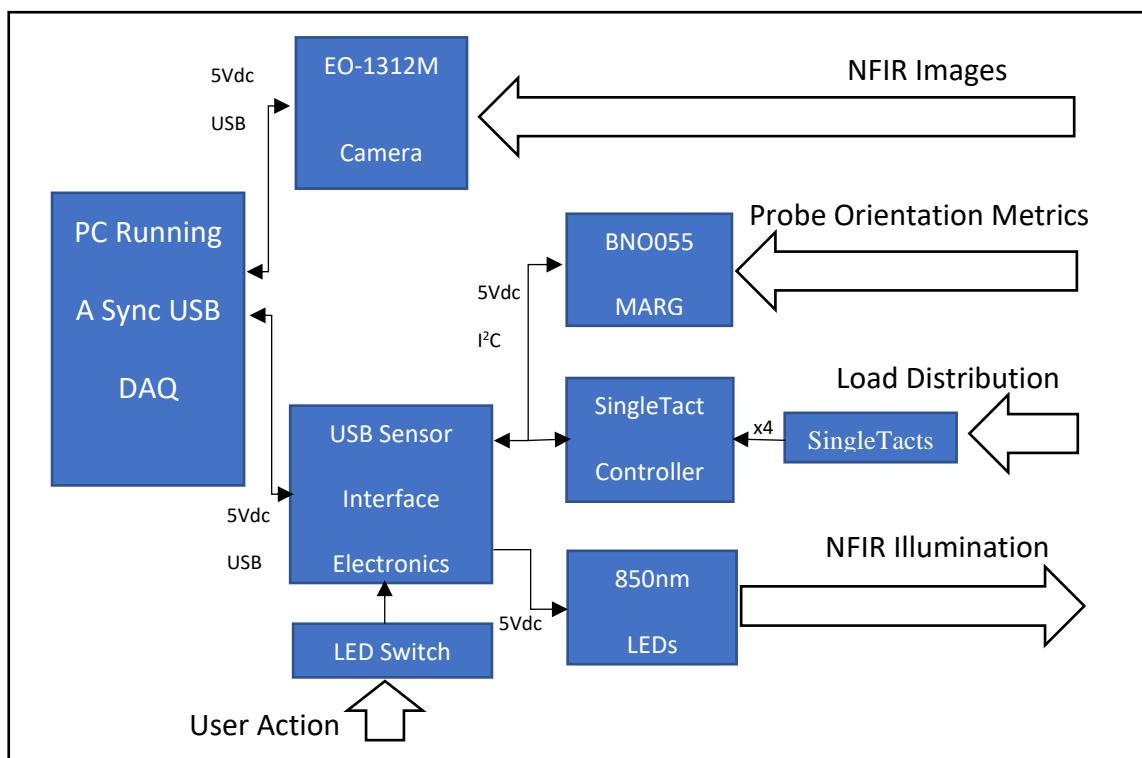 EO-1312M
Camera
5Vdc
USB
NFIR Images
PC Running
A Sync USB
DAQ
BNO055
MARG
Probe Orientation Metrics
5Vdc
I²C
USB Sensor
Interface
Electronics
SingleTact
Controller
x4
SingleTacts
Load Distribution
5Vdc
USB
850nm
LEDs
5Vdc
NFIR Illumination
LED Switch
User Action